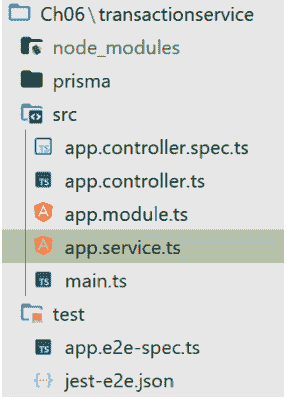 Ch06\transactionservice
node_modules
prisma
src
app.controller.spec.ts
app.controller.ts
app.module.ts
app.service.ts
main.ts
test
app.e2e-spec.ts
jest-e2e.json